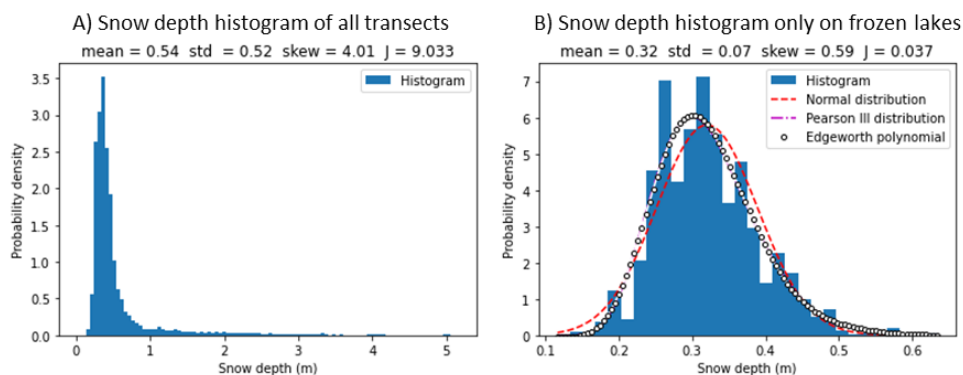 A) Snow depth histogram of all transects
mean = 0.54 std = 0.52 skew = 4.01 J = 9.033
Histogram
Probability density
3.5
3.0
2.5
2.0
1.5
1.0
0.5
0.0
0 1 2 3 4 5
Snow depth (m)
B) Snow depth histogram only on frozen lakes
mean = 0.32 std = 0.07 skew = 0.59 J = 0.037
Histogram
Normal distribution
Pearson III distribution
Edgeworth polynomial
Probability density
7
6
5
4
3
2
1
0
0.1 0.2 0.3 0.4 0.5 0.6
Snow depth (m)